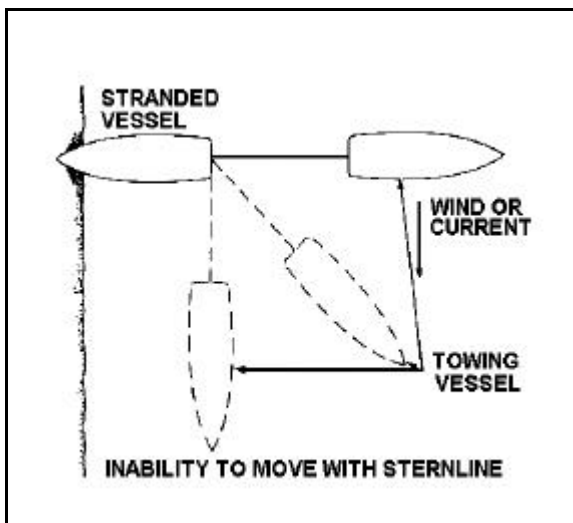 STRANDED
VESSEL
WIND OR
CURRENT
TOWING
VESSEL
INABILITY TO MOVE WITH STERNLINE